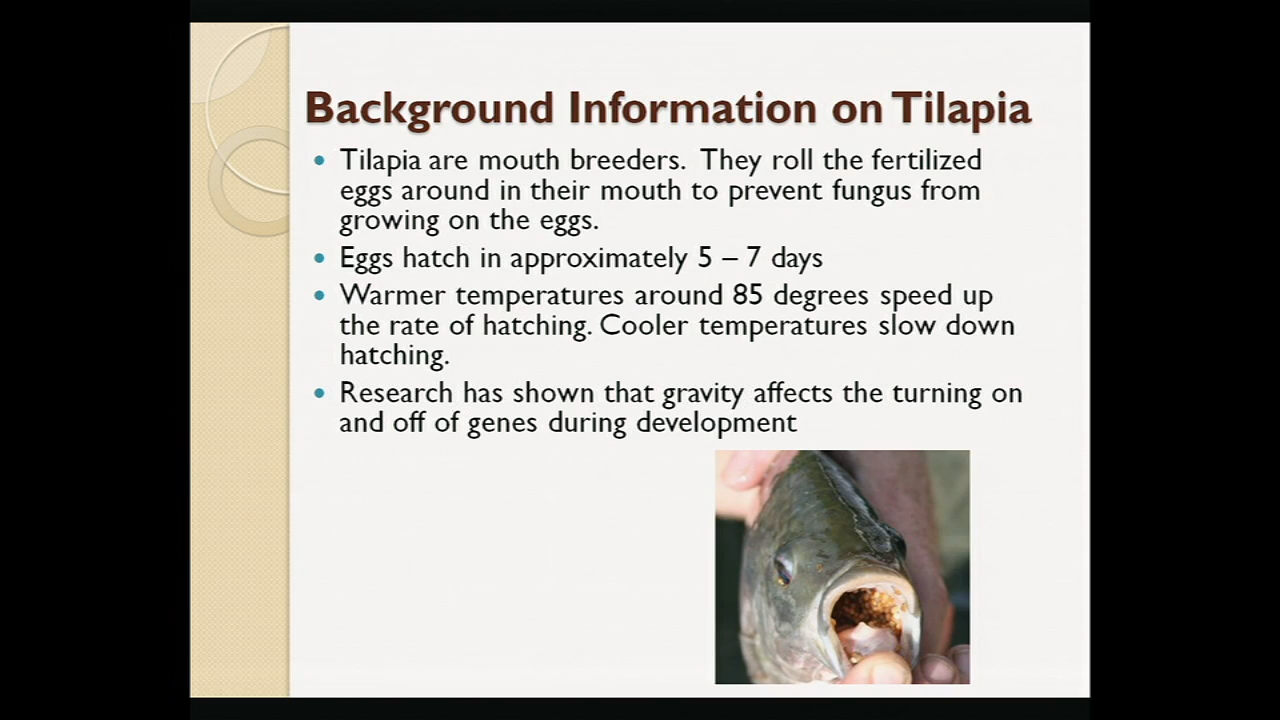 Background Information on Tilapia
• Tilapia are mouth breeders. They roll the fertilized
eggs around in their mouth to prevent fungus from
growing on the eggs.
• Eggs hatch in approximately 5 – 7 days
• Warmer temperatures around 85 degrees speed up
the rate of hatching. Cooler temperatures slow down
hatching.
• Research has shown that gravity affects the turning on
and off of genes during development